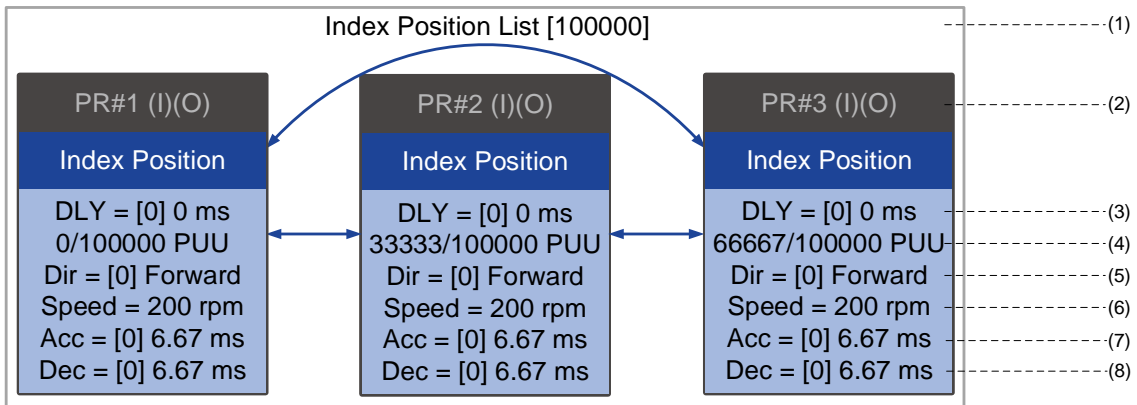 Index Position List [100000]
(1)
PR#1 (I)(O)
PR#2 (I)(O)
PR#3 (I)(O)
(2)
Index Position
Index Position
Index Position
DLY = [0] 0 ms
DLY = [0] 0 ms
DLY = [0] 0 ms
(3)
0/100000 PUU
33333/100000 PUU
66667/100000 PUU
(4)
Dir = [0] Forward
Dir = [0] Forward
Dir = [0] Forward
(5)
Speed = 200 rpm
Speed = 200 rpm
Speed = 200 rpm
(6)
Acc = [0] 6.67 ms
Acc = [0] 6.67 ms
Acc = [0] 6.67 ms
(7)
Dec = [0] 6.67 ms
Dec = [0] 6.67 ms
Dec = [0] 6.67 ms
(8)